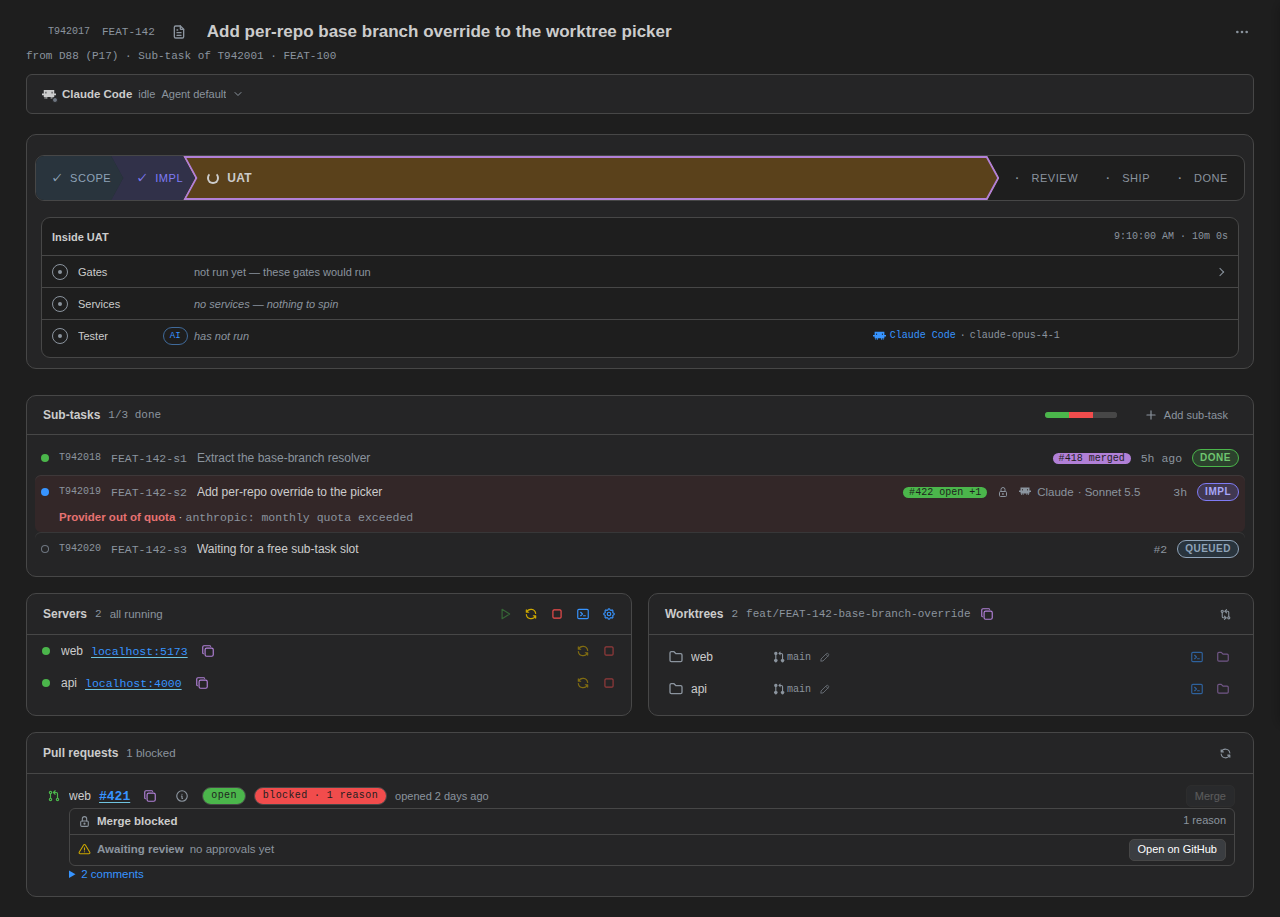 T942017 FEAT-142 Add per-repo base branch override to the worktree picker
from D88 (P17) · Sub-task of T942001 · FEAT-100
Claude Code idle Agent default
SCOPE IMPL UAT · REVIEW · SHIP · DONE
Inside UAT 9:10:00 AM · 10m 0s
Gates not run yet — these gates would run
Services no services — nothing to spin
Tester AI has not run Claude Code · claude-opus-4-1
Sub-tasks 1/3 done Add sub-task
T942018 FEAT-142-s1 Extract the base-branch resolver #418 merged 5h ago DONE
T942019 FEAT-142-s2 Add per-repo override to the picker #422 open +1 Claude · Sonnet 5.5 3h IMPL
Provider out of quota · anthropic: monthly quota exceeded
T942020 FEAT-142-s3 Waiting for a free sub-task slot #2 QUEUED
Servers 2 all running
web localhost:5173
api localhost:4000
Worktrees 2 feat/FEAT-142-base-branch-override
web main
api main
Pull requests 1 blocked
web #421 open blocked · 1 reason opened 2 days ago Merge
Merge blocked 1 reason
Awaiting review no approvals yet Open on GitHub
2 comments